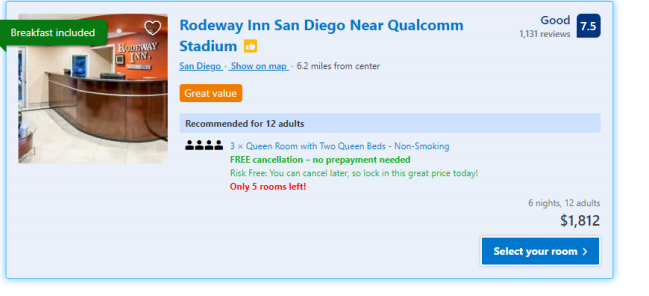 Breakfast included
RODEWAY
INN
Rodeway Inn San Diego Near Qualcomm
Stadium
San Diego - Show on map - 6.2 miles from center
Good
1,131 reviews
7.5
Great value
Recommended for 12 adults
3 × Queen Room with Two Queen Beds - Non-Smoking
FREE cancellation – no prepayment needed
Risk Free: You can cancel later, so lock in this great price today!
Only 5 rooms left!
6 nights, 12 adults
$1,812
Select your room